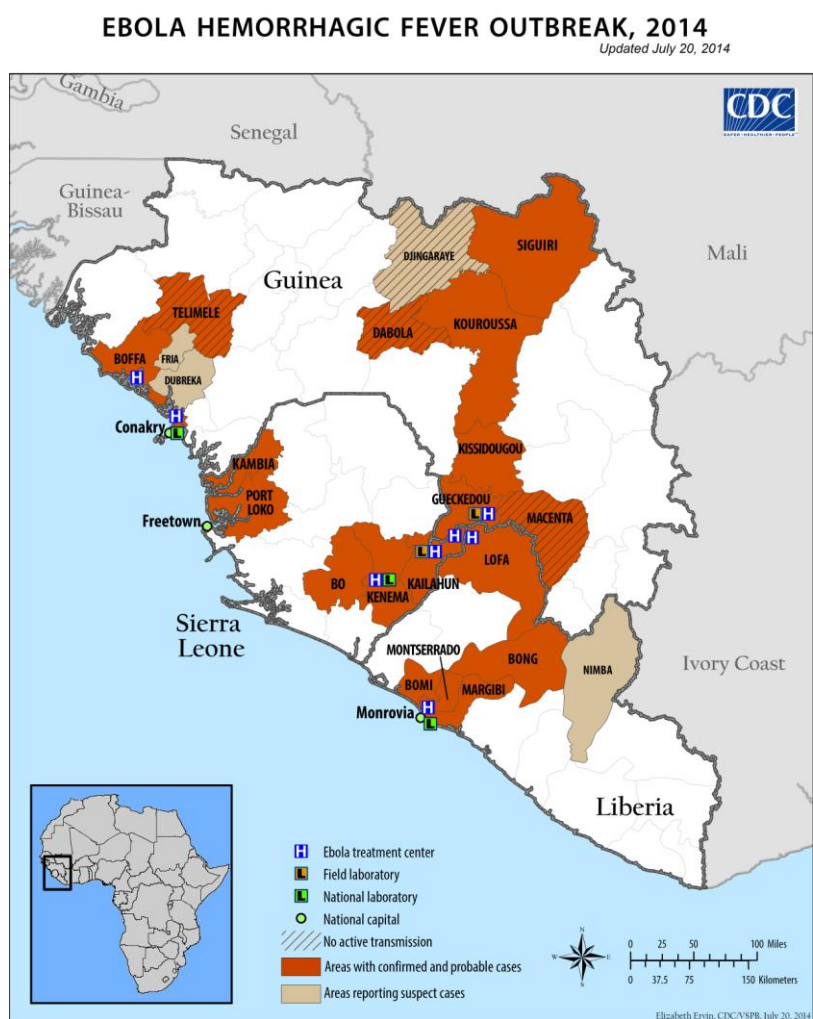 EBOLA HEMORRHAGIC FEVER OUTBREAK, 2014
Updated July 20, 2014
Gambia
Senegal
CDC
SAFER • HEALTHIER • PEOPLE™
Guinea-
Bissau
Mali
Guinea
DJINGARAYE
SIGUIRI
TELIMELE
DABOLA
KOUROUSSA
BOFFA
FRIA
DUBREKA
H
H
Conakry
L
KISSIDOUGOU
KAMBIA
PORT
LOKO
GUECKEDOU
L H
MACENTA
Freetown
H H
L H
LOFA
BO
H L
KAILAHUN
KENEMA
Sierra
Leone
MONTSERRADO
BONG
Ivory Coast
NIMBA
BOMI
MARGIBI
H
Monrovia
L
Liberia
H Ebola treatment center
L Field laboratory
L National laboratory
National capital
No active transmission
Areas with confirmed and probable cases
Areas reporting suspect cases
N
W E
S
0 25 50 100 Miles
0 37.5 75 150 Kilometers
Elizabeth Ervin, CDC/VSPB, July 20, 2014